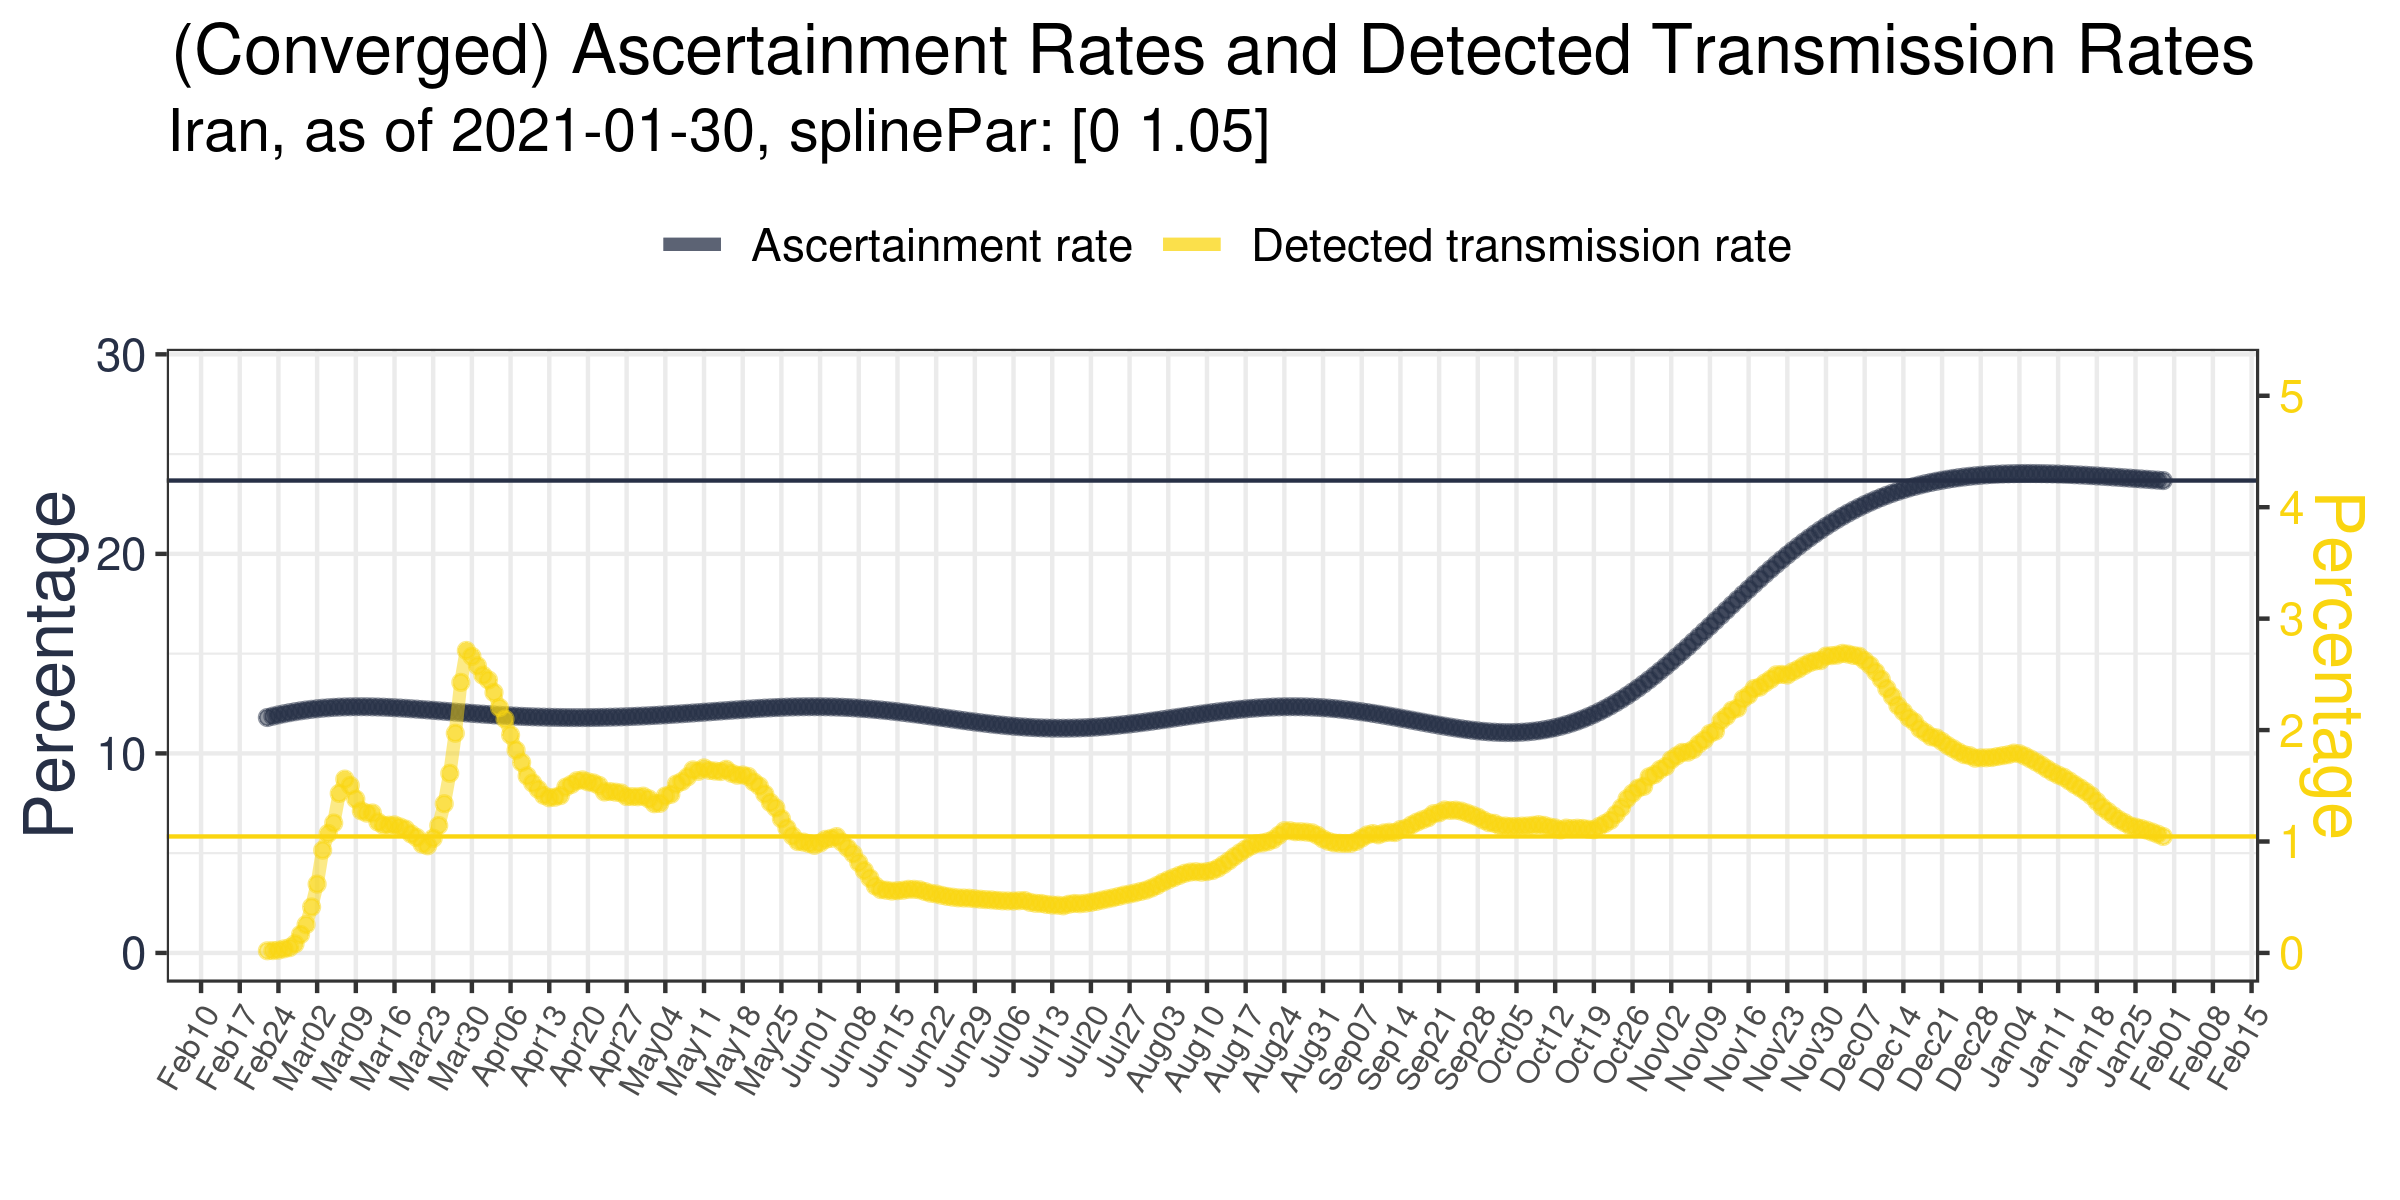 (Converged) Ascertainment Rates and Detected Transmission Rates
Iran, as of 2021-01-30, splinePar: [0 1.05]
Ascertainment rate
Detected transmission rate
Percentage
30
20
10
0
5
4
3
2
1
0
Percentage
Feb10
Feb17
Feb24
Mar02
Mar09
Mar16
Mar23
Mar30
Apr06
Apr13
Apr20
Apr27
May04
May11
May18
May25
Jun01
Jun08
Jun15
Jun22
Jun29
Jul06
Jul13
Jul20
Jul27
Aug03
Aug10
Aug17
Aug24
Aug31
Sep07
Sep14
Sep21
Sep28
Oct05
Oct12
Oct19
Oct26
Nov02
Nov09
Nov16
Nov23
Nov30
Dec07
Dec14
Dec21
Dec28
Jan04
Jan11
Jan18
Jan25
Feb01
Feb08
Feb15